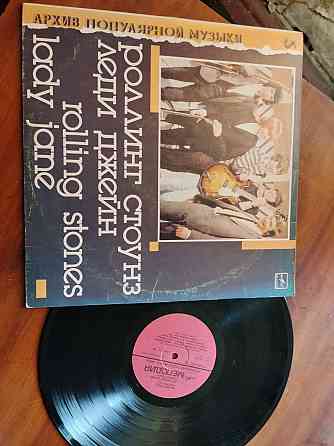 АРХИВ ПОПУЛЯРНОЙ МУЗЫКИ 5
РОЛЛИНГ СТОУНЗ
ЛЕДИ ДЖЕЙН
rolling stones
lady jane
МЕЛОДИЯ